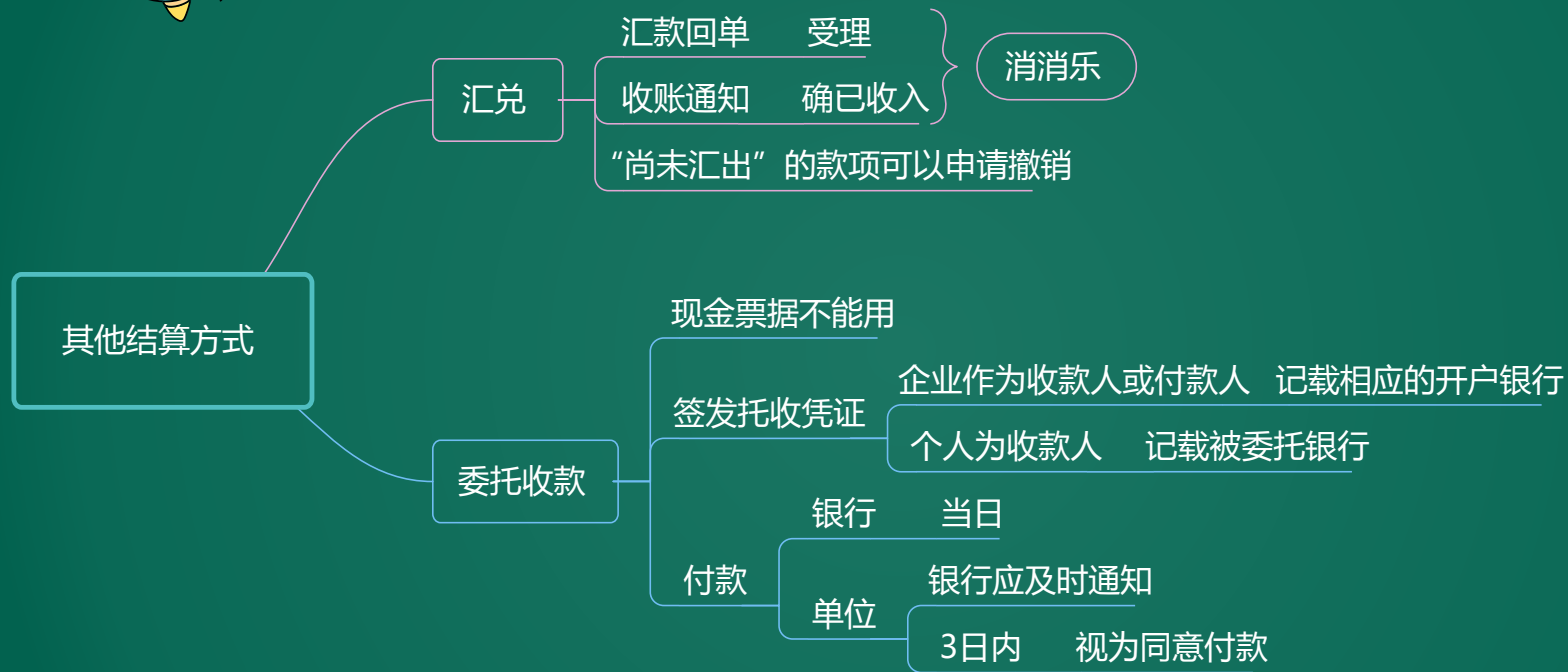 汇款回单 受理
收账通知 确已收入
消消乐
汇兑
“尚未汇出”的款项可以申请撤销
其他结算方式
现金票据不能用
签发托收凭证
企业作为收款人或付款人 记载相应的开户银行
个人为收款人 记载被委托银行
委托收款
付款
银行 当日
单位
银行应及时通知
3日内 视为同意付款